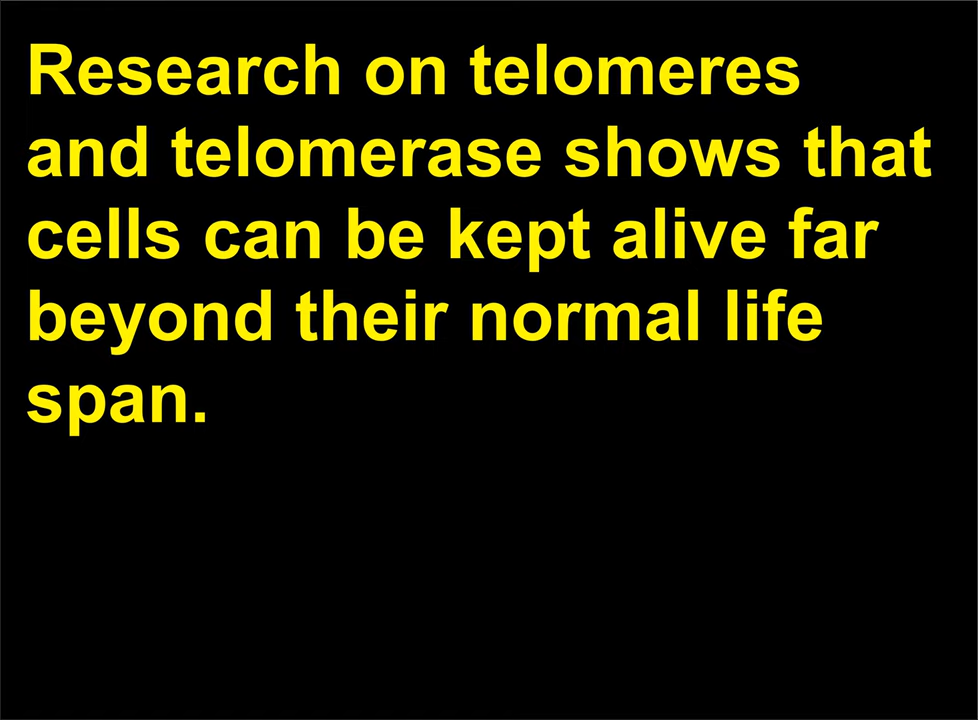 Research on telomeres
and telomerase shows that
cells can be kept alive far
beyond their normal life
span.